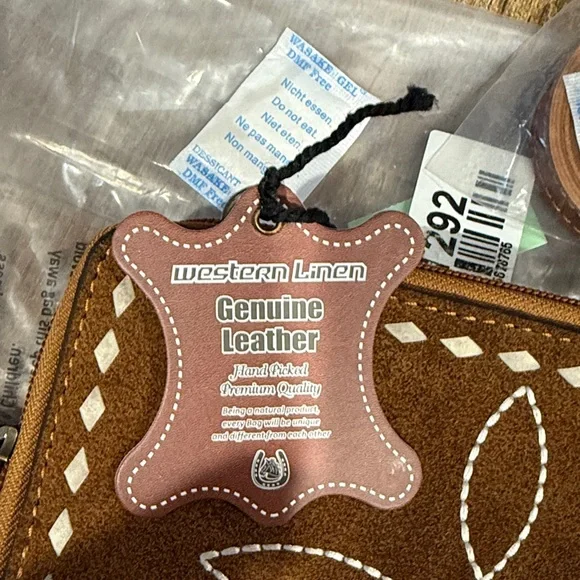 WASAKE GEL™
DMF Free
Nicht essen.
Do not eat.
Niet eten
Ne pas man
Non mang
DESSICANT
WASAKE
DMF Free
292
western Linen
Genuine
Leather
Hand Picked
Premium Quality
Being a natural product,
every Bag will be unique
and different from each other